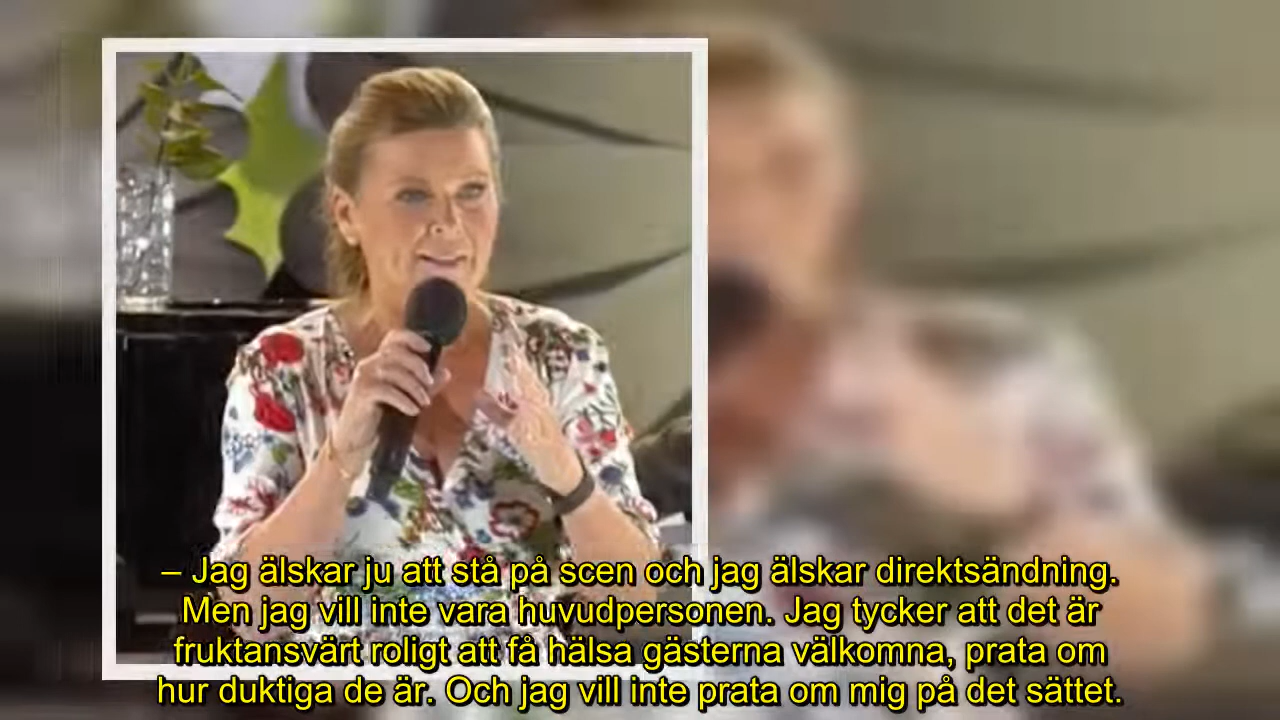 – Jag älskar ju att stå på scen och jag älskar direktsändning.
Men jag vill inte vara huvudpersonen. Jag tycker att det är
fruktansvärt roligt att få hälsa gästerna välkomna, prata om
hur duktiga de är. Och jag vill inte prata om mig på det sättet.